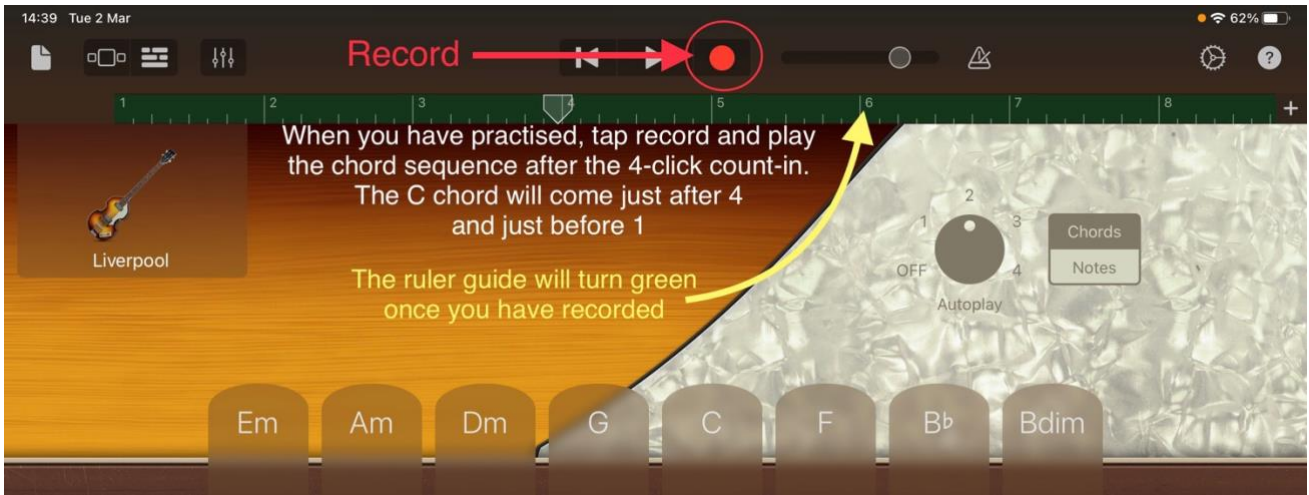 14:39 Tue 2 Mar
62%
Record
?
1 2 3 4 5 6 7 8 +
When you have practised, tap record and play
the chord sequence after the 4-click count-in.
The C chord will come just after 4
and just before 1
Liverpool
The ruler guide will turn green
once you have recorded
2
1 3
OFF 4
Autoplay
Chords
Notes
Em Am Dm G C F B♭ Bdim